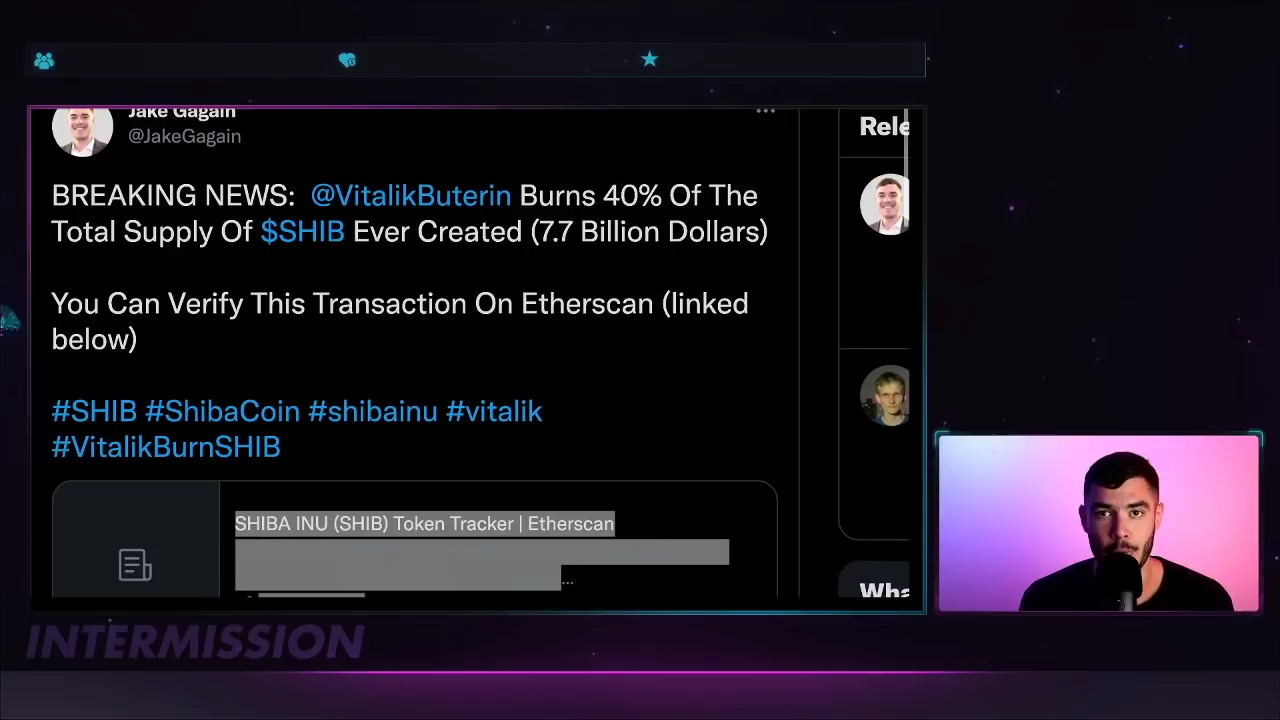 Jake Gagain
@JakeGagain
BREAKING NEWS: @VitalikButerin Burns 40% Of The
Total Supply Of $SHIB Ever Created (7.7 Billion Dollars)
You Can Verify This Transaction On Etherscan (linked
below)
#SHIB #ShibaCoin #shibainu #vitalik
#VitalikBurnSHIB
SHIBA INU (SHIB) Token Tracker | Etherscan
...
Rele
Wha
INTERMISSION